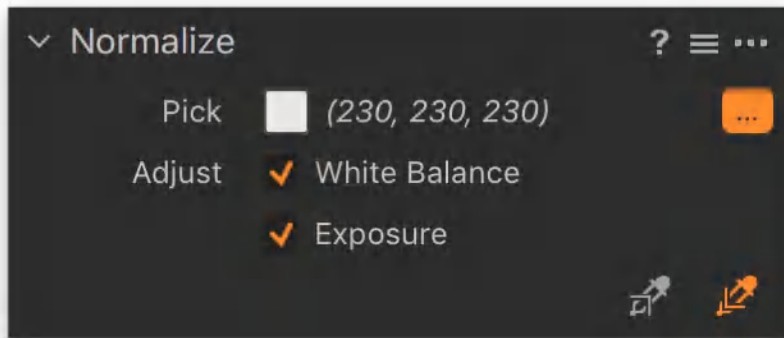 Normalize ?
Pick (230, 230, 230) ...
Adjust White Balance
Exposure